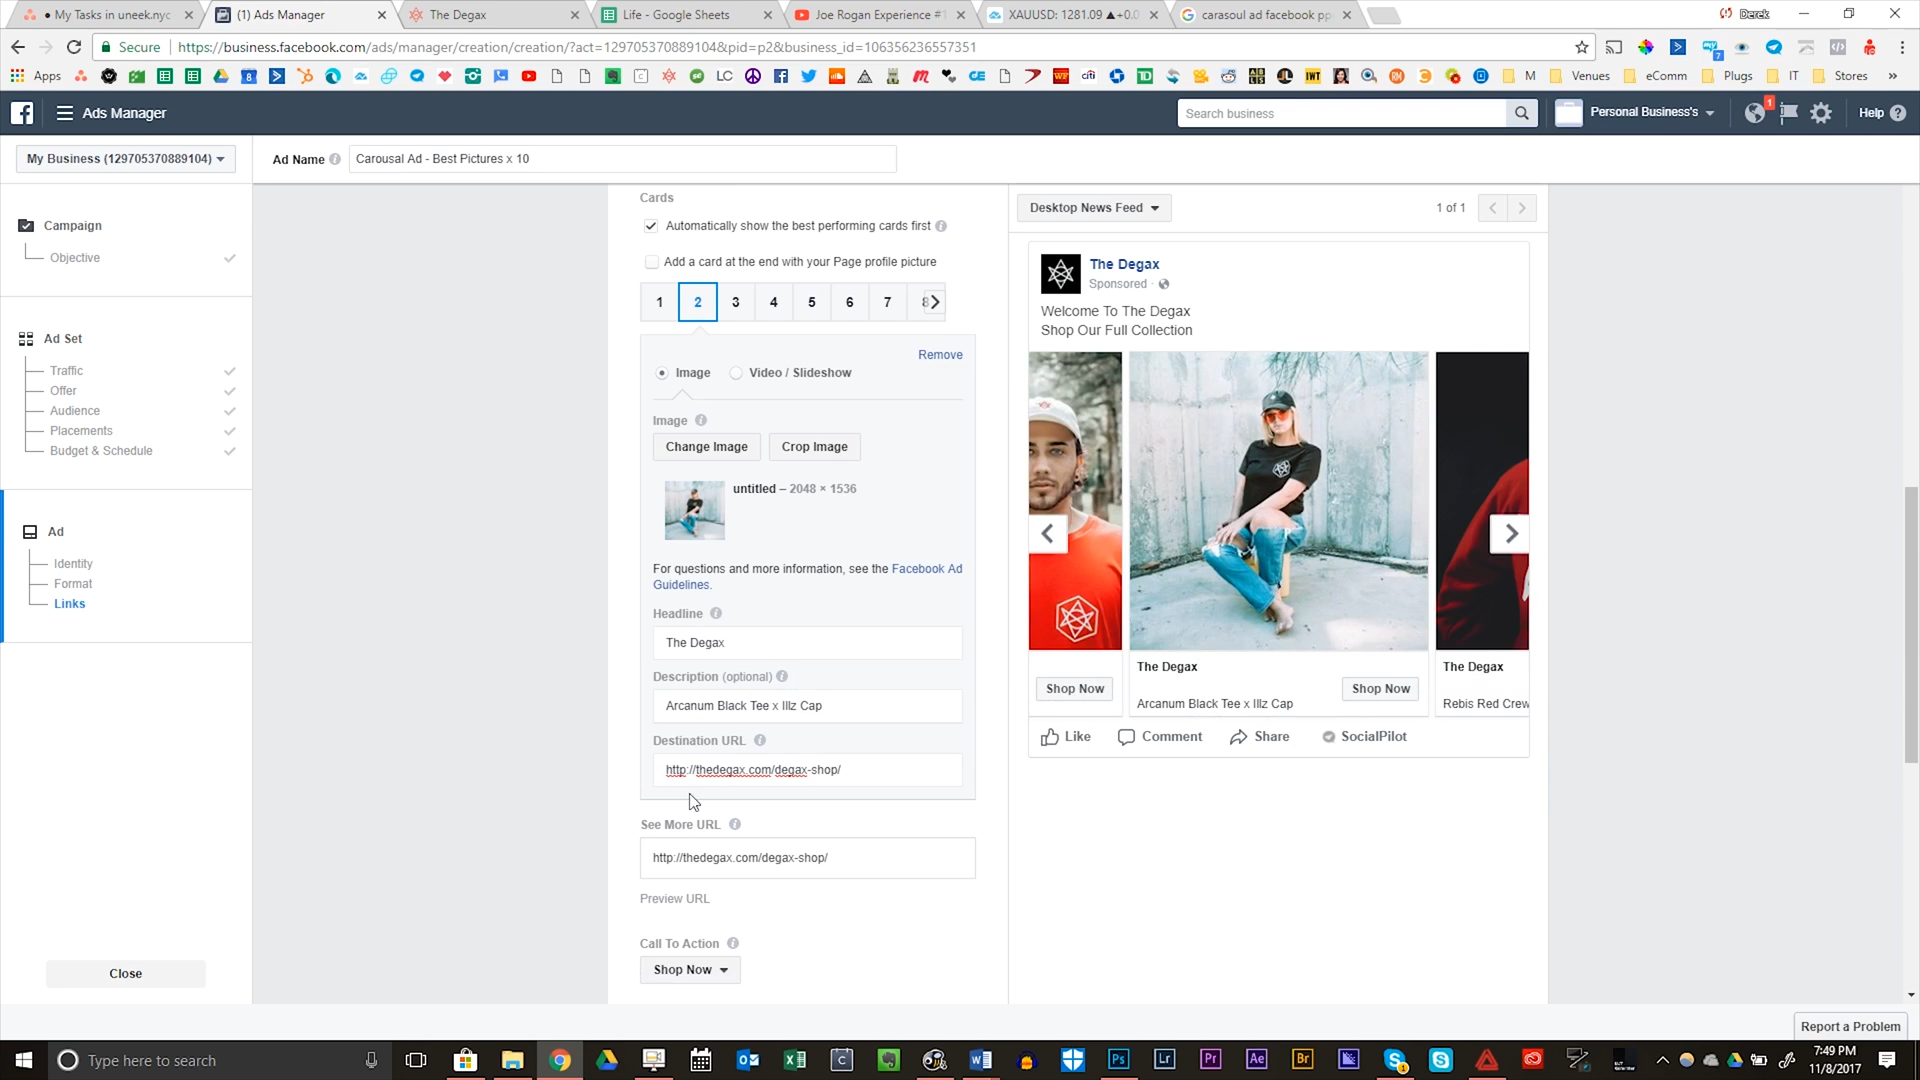 My Tasks in uneek.nyc
(1) Ads Manager
The Degax
Life - Google Sheets
Joe Rogan Experience #1
XAUUSD: 1281.09 ▲+0.0
carasoul ad facebook pp
Derek
Secure
https://business.facebook.com/ads/manager/creation/creation/?act=129705370889104&pid=p2&business_id=106356236557351
Apps
LC
M
Venues
eComm
Plugs
IT
Stores
Ads Manager
Search business
Personal Business's
1
Help
My Business (129705370889104)
Ad Name
Carousal Ad - Best Pictures x 10
Campaign
Objective
Ad Set
Traffic
Offer
Audience
Placements
Budget & Schedule
Ad
Identity
Format
Links
Close
Cards
Automatically show the best performing cards first
Add a card at the end with your Page profile picture
1 2 3 4 5 6 7 8
Remove
Image
Video / Slideshow
Image
Change Image
Crop Image
untitled – 2048 × 1536
For questions and more information, see the Facebook Ad
Guidelines.
Headline
The Degax
Description (optional)
Arcanum Black Tee x Illz Cap
Destination URL
http://thedegax.com/degax-shop/
See More URL
http://thedegax.com/degax-shop/
Preview URL
Call To Action
Shop Now
Desktop News Feed
1 of 1
The Degax
Sponsored ·
Welcome To The Degax
Shop Our Full Collection
Shop Now
The Degax
Arcanum Black Tee x Illz Cap
Shop Now
The Degax
Rebis Red Crew
Like
Comment
Share
SocialPilot
Report a Problem
Type here to search
7:49 PM
11/8/2017